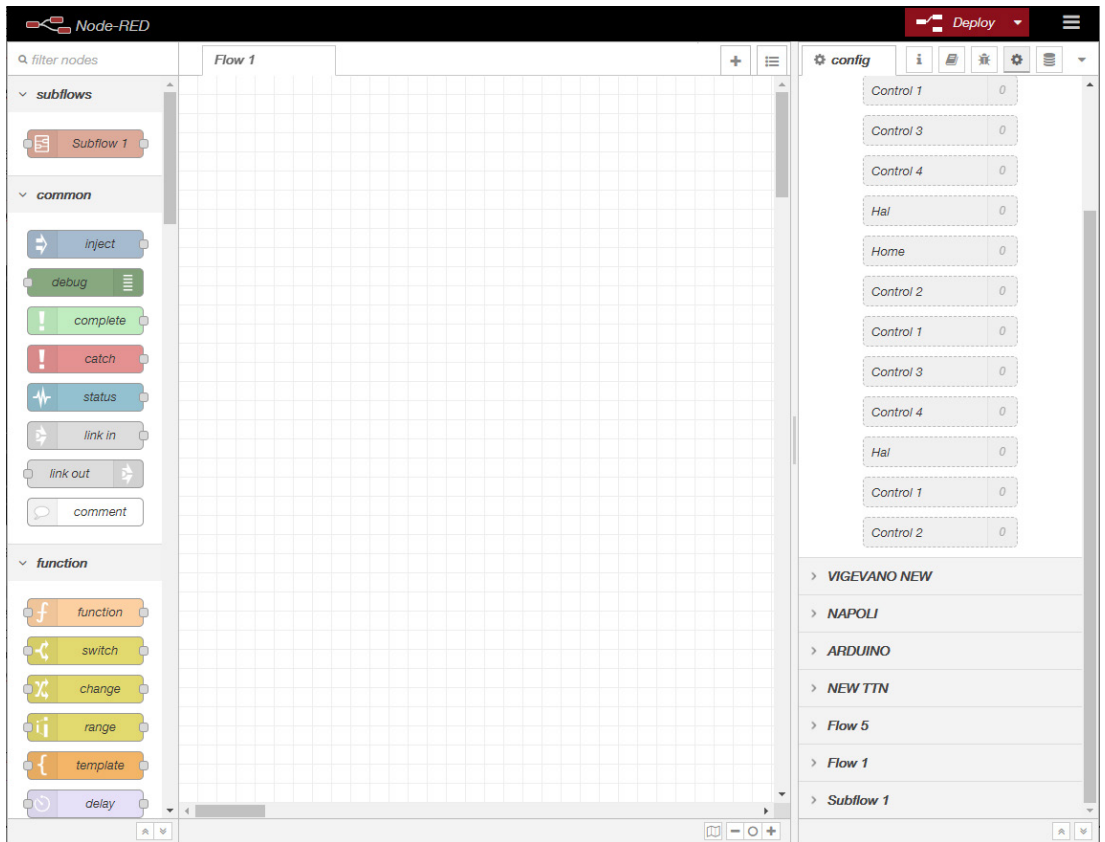 Node-RED
Deploy
filter nodes
Flow 1
config
subflows
Subflow 1
common
inject
debug
complete
catch
status
link in
link out
comment
function
function
switch
change
range
template
delay
Control 1 0
Control 3 0
Control 4 0
Hal 0
Home 0
Control 2 0
Control 1 0
Control 3 0
Control 4 0
Hal 0
Control 1 0
Control 2 0
VIGEVANO NEW
NAPOLI
ARDUINO
NEW TTN
Flow 5
Flow 1
Subflow 1